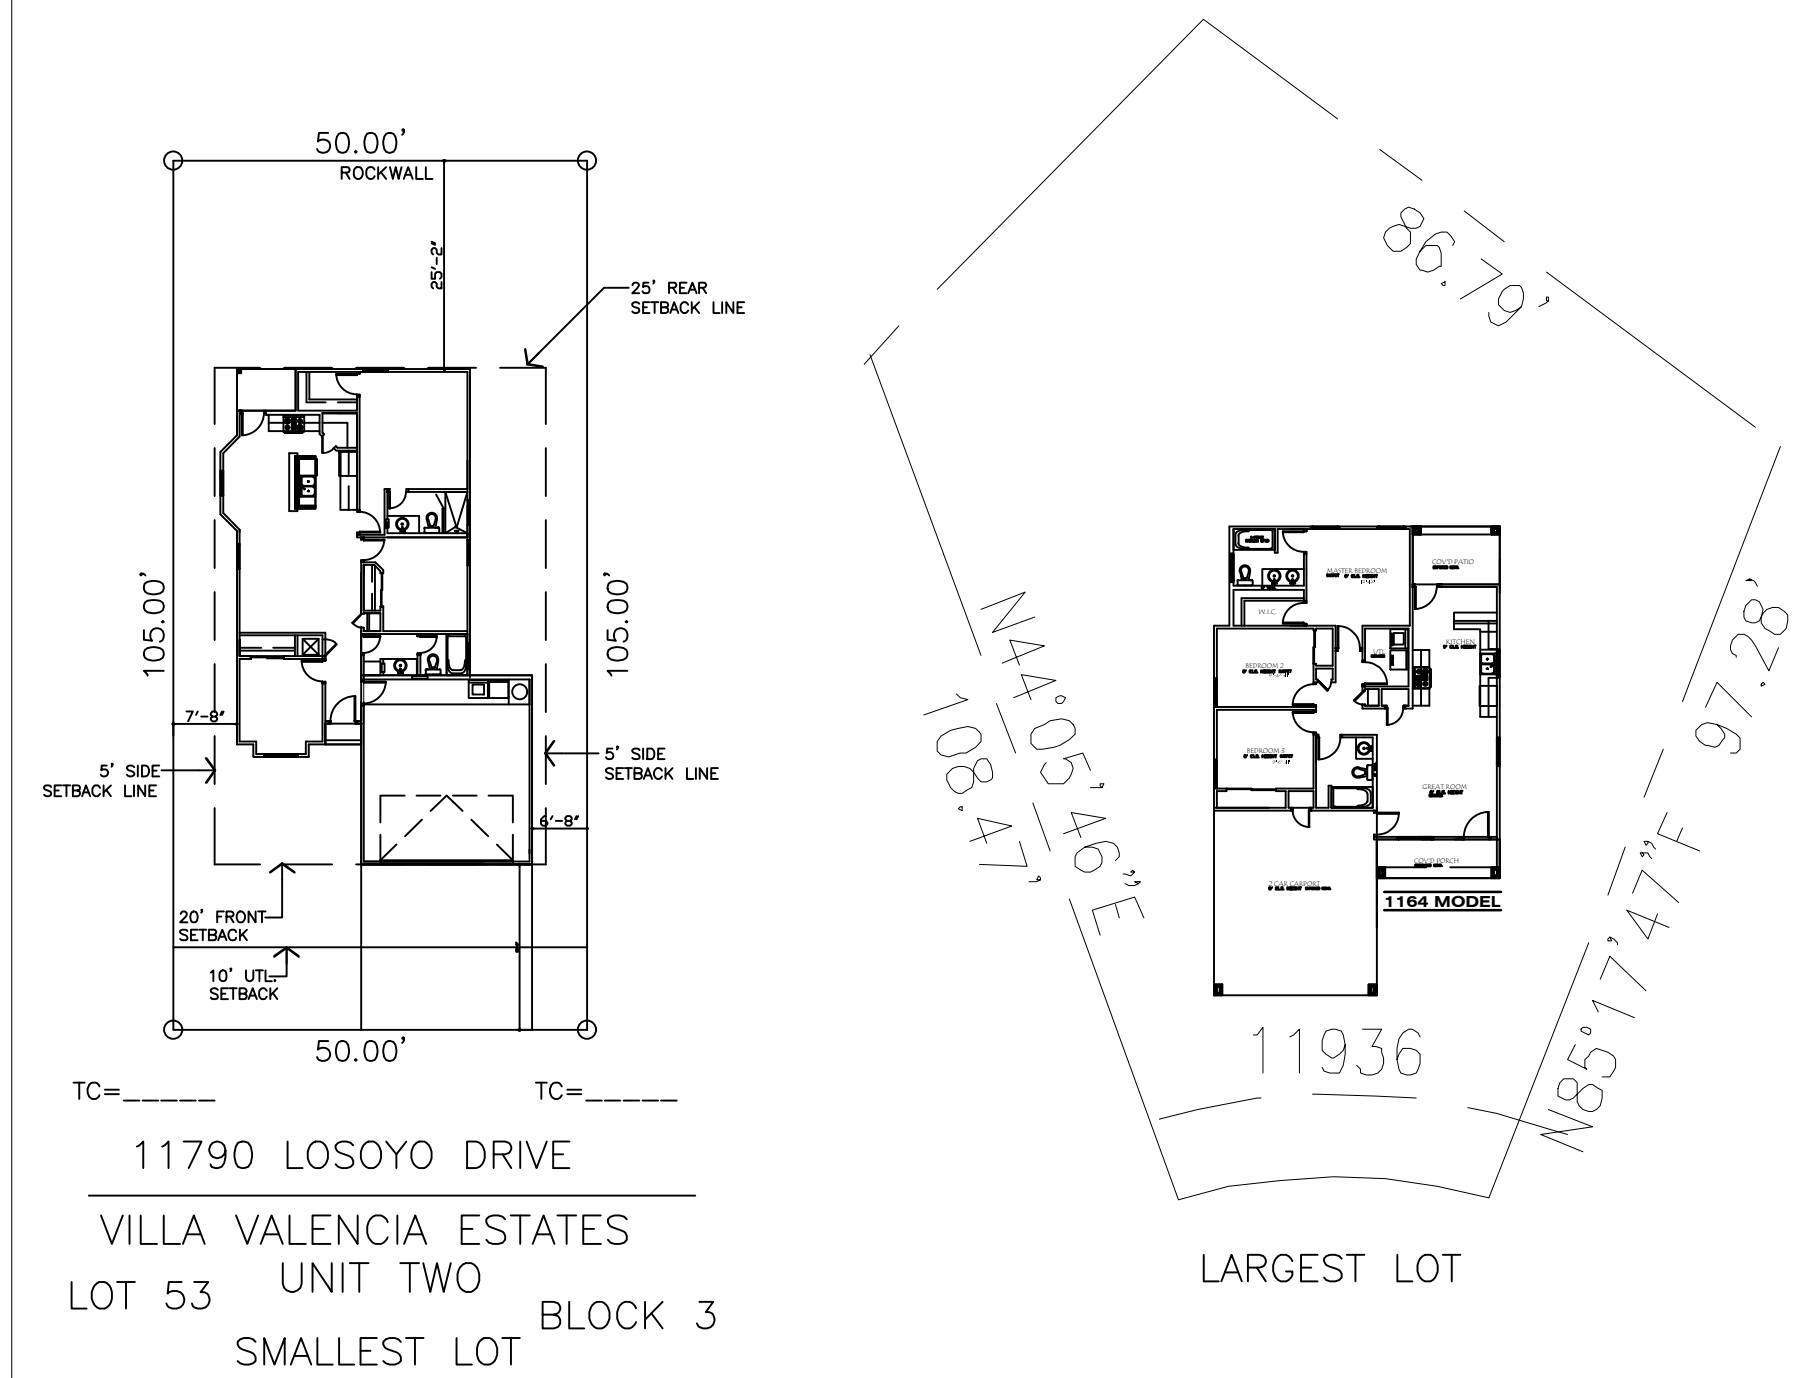 50.00'
ROCKWALL
25'-2"
25' REAR
SETBACK LINE
105.00'
105.00'
7'-8"
5' SIDE
SETBACK LINE
5' SIDE
SETBACK LINE
6'-8"
20' FRONT
SETBACK
10' UTL.
SETBACK
50.00'
TC=_____
TC=_____
11790 LOSOYO DRIVE
VILLA VALENCIA ESTATES
UNIT TWO
LOT 53
BLOCK 3
SMALLEST LOT
86.79'
N44°05'46"E
108.47'
97.28'
N85°17'47"E
MASTER BEDROOM
COV'D PATIO
W.I.C.
KITCHEN
UTL
BEDROOM 2
BEDROOM 3
GREAT ROOM
COV'D PORCH
2 CAR CARPORT
1164 MODEL
11936
LARGEST LOT